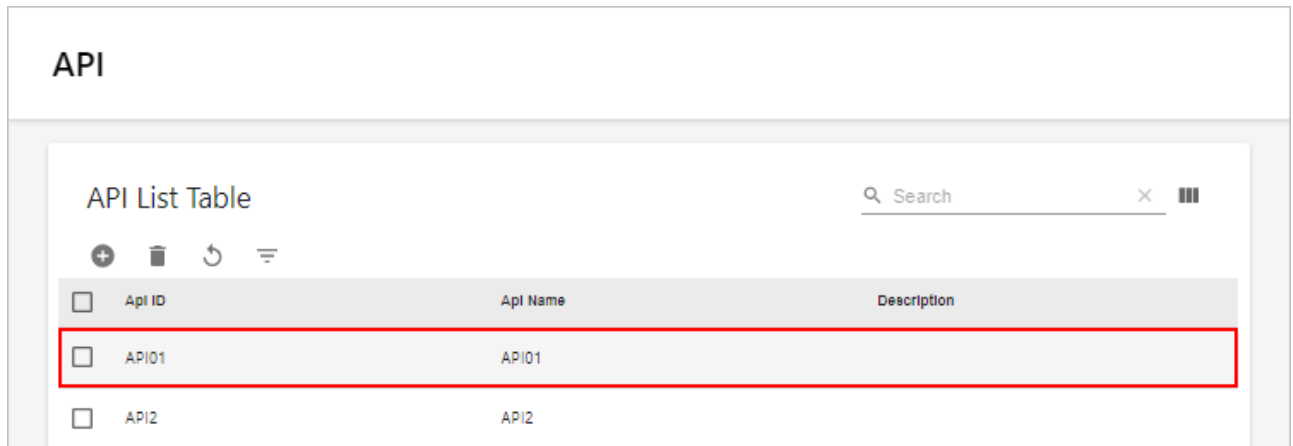 API
API List Table
Search
Api ID Api Name Description
API01 API01
API2 API2